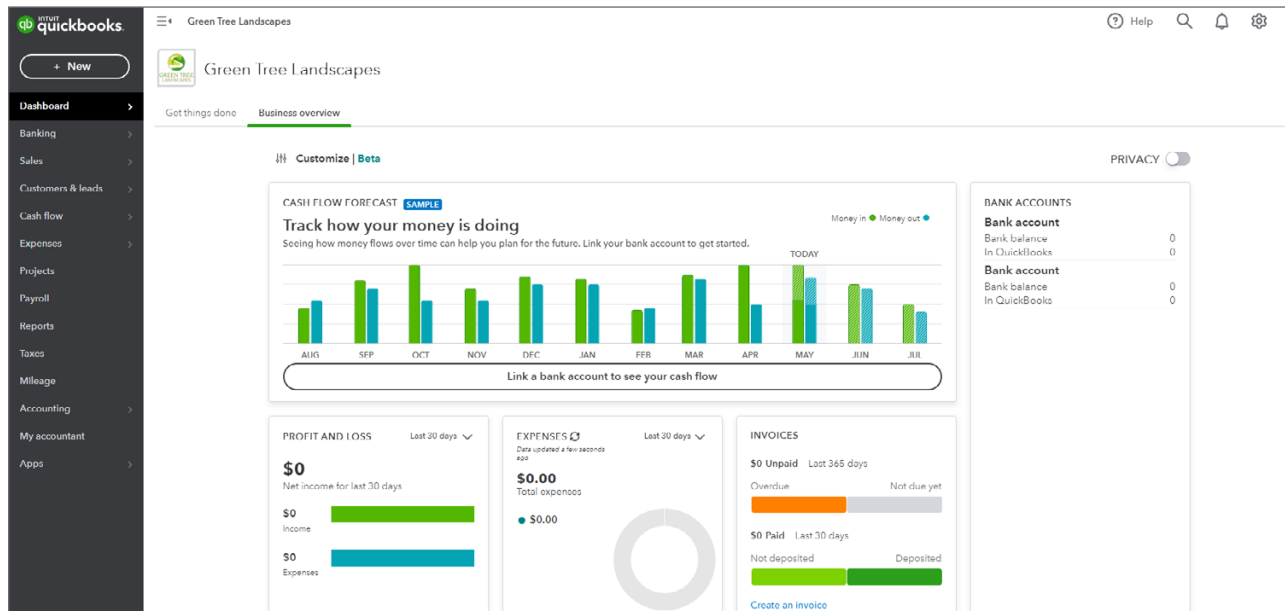 INTUIT
quickbooks.
Green Tree Landscapes
Help
+ New
GREEN TREE
LANDSCAPES
Green Tree Landscapes
Dashboard
Banking
Sales
Customers & leads
Cash flow
Expenses
Projects
Payroll
Reports
Taxes
Mileage
Accounting
My accountant
Apps
Get things done
Business overview
Customize | Beta
PRIVACY
CASH FLOW FORECAST SAMPLE
Track how your money is doing
Money in Money out
Seeing how money flows over time can help you plan for the future. Link your bank account to get started.
TODAY
AUG SEP OCT NOV DEC JAN FEB MAR APR MAY JUN JUL
Link a bank account to see your cash flow
BANK ACCOUNTS
Bank account
Bank balance 0
In QuickBooks 0
Bank account
Bank balance 0
In QuickBooks 0
PROFIT AND LOSS Last 30 days
$0
Net income for last 30 days
$0
Income
$0
Expenses
EXPENSES Last 30 days
Data updated a few seconds
ago
$0.00
Total expenses
$0.00
INVOICES
$0 Unpaid Last 365 days
Overdue Not due yet
$0 Paid Last 30 days
Not deposited Deposited
Create an invoice